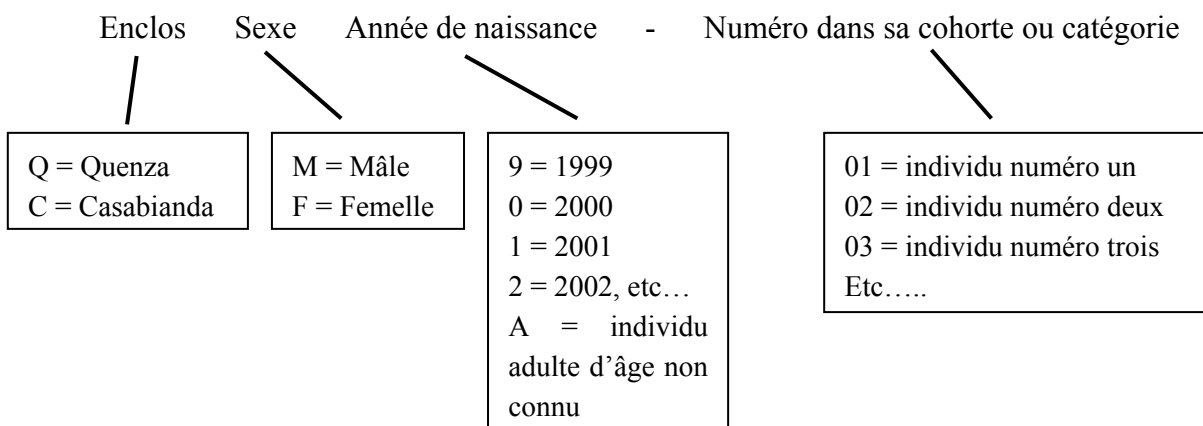 Enclos Sexe Année de naissance - Numéro dans sa cohorte ou catégorie
Q = Quenza
C = Casabianda
M = Mâle
F = Femelle
9 = 1999
0 = 2000
1 = 2001
2 = 2002, etc…
A = individu
adulte d'âge non
connu
01 = individu numéro un
02 = individu numéro deux
03 = individu numéro trois
Etc…..